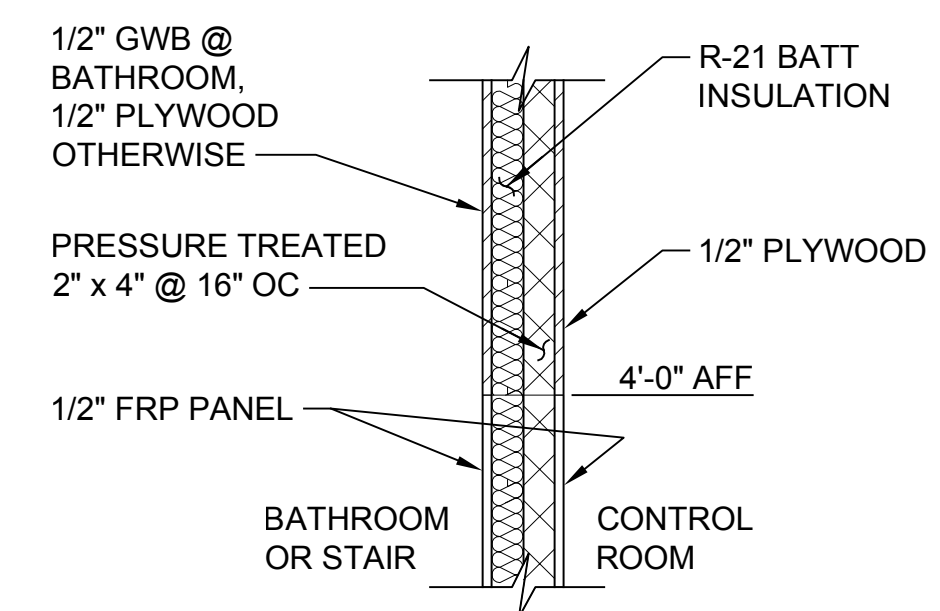 1/2" GWB @
BATHROOM,
1/2" PLYWOOD
OTHERWISE
R-21 BATT
INSULATION
PRESSURE TREATED
2" x 4" @ 16" OC
1/2" PLYWOOD
4'-0" AFF
1/2" FRP PANEL
BATHROOM
OR STAIR
CONTROL
ROOM